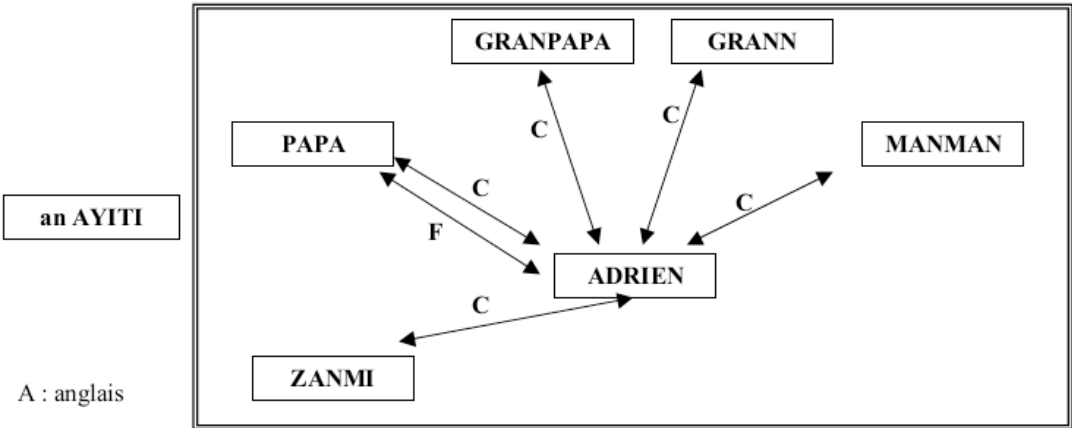 GRANPAPA
GRANN
C
C
PAPA
MANMAN
C
C
an AYITI
F
ADRIEN
C
ZANMI
A : anglais